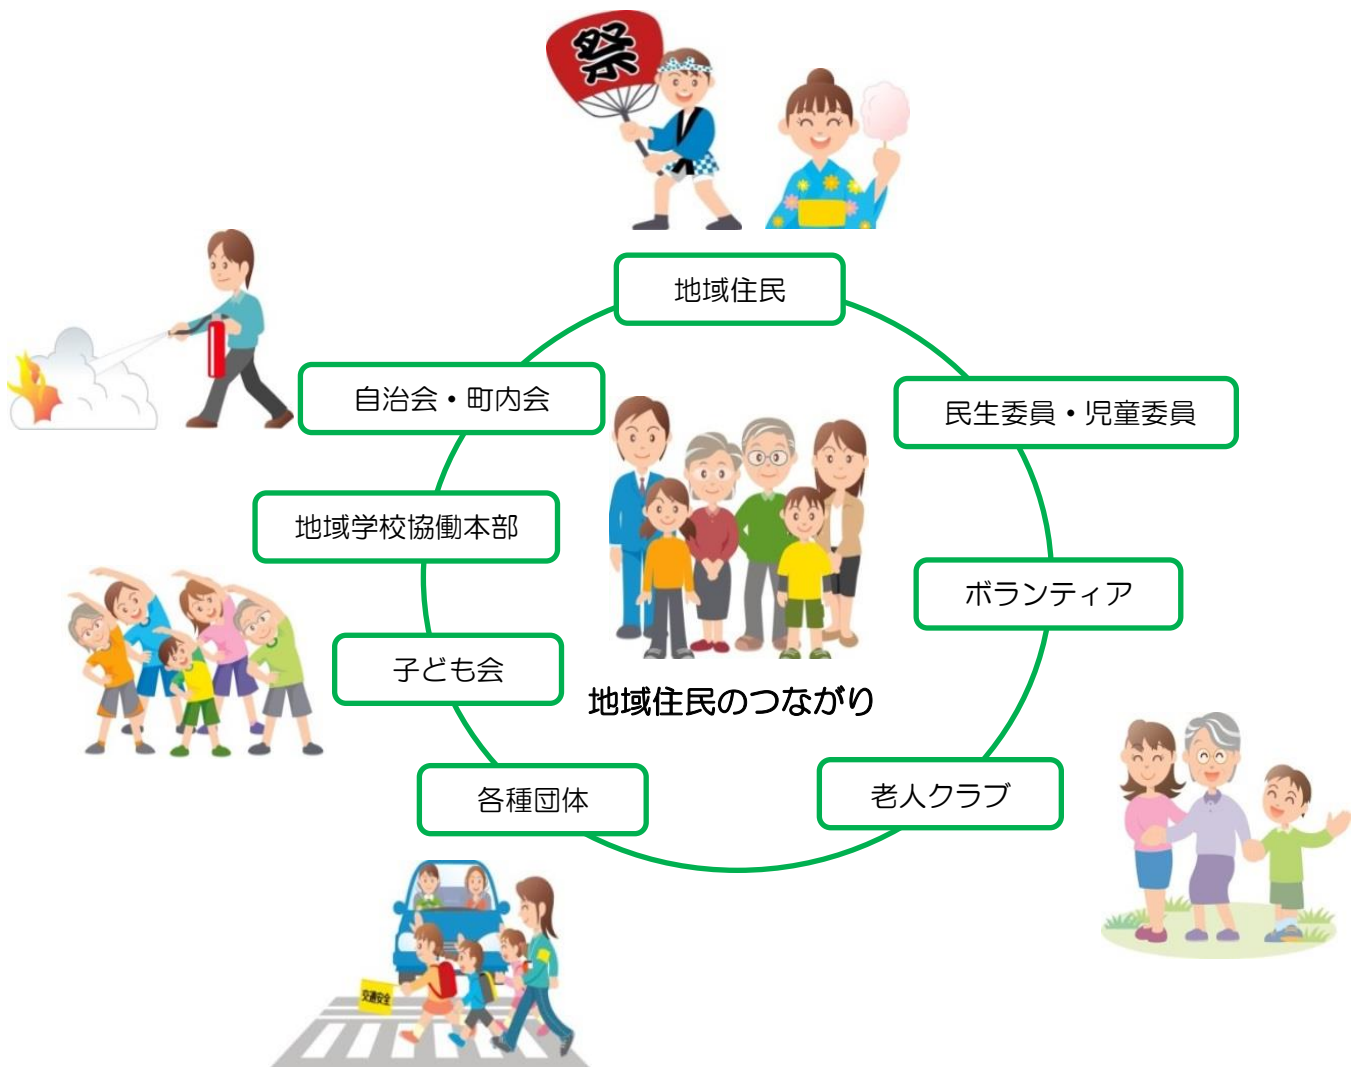 祭
地域住民
自治会・町内会
民生委員・児童委員
地域学校協働本部
ボランティア
子ども会
地域住民のつながり
各種団体
老人クラブ
交通安全